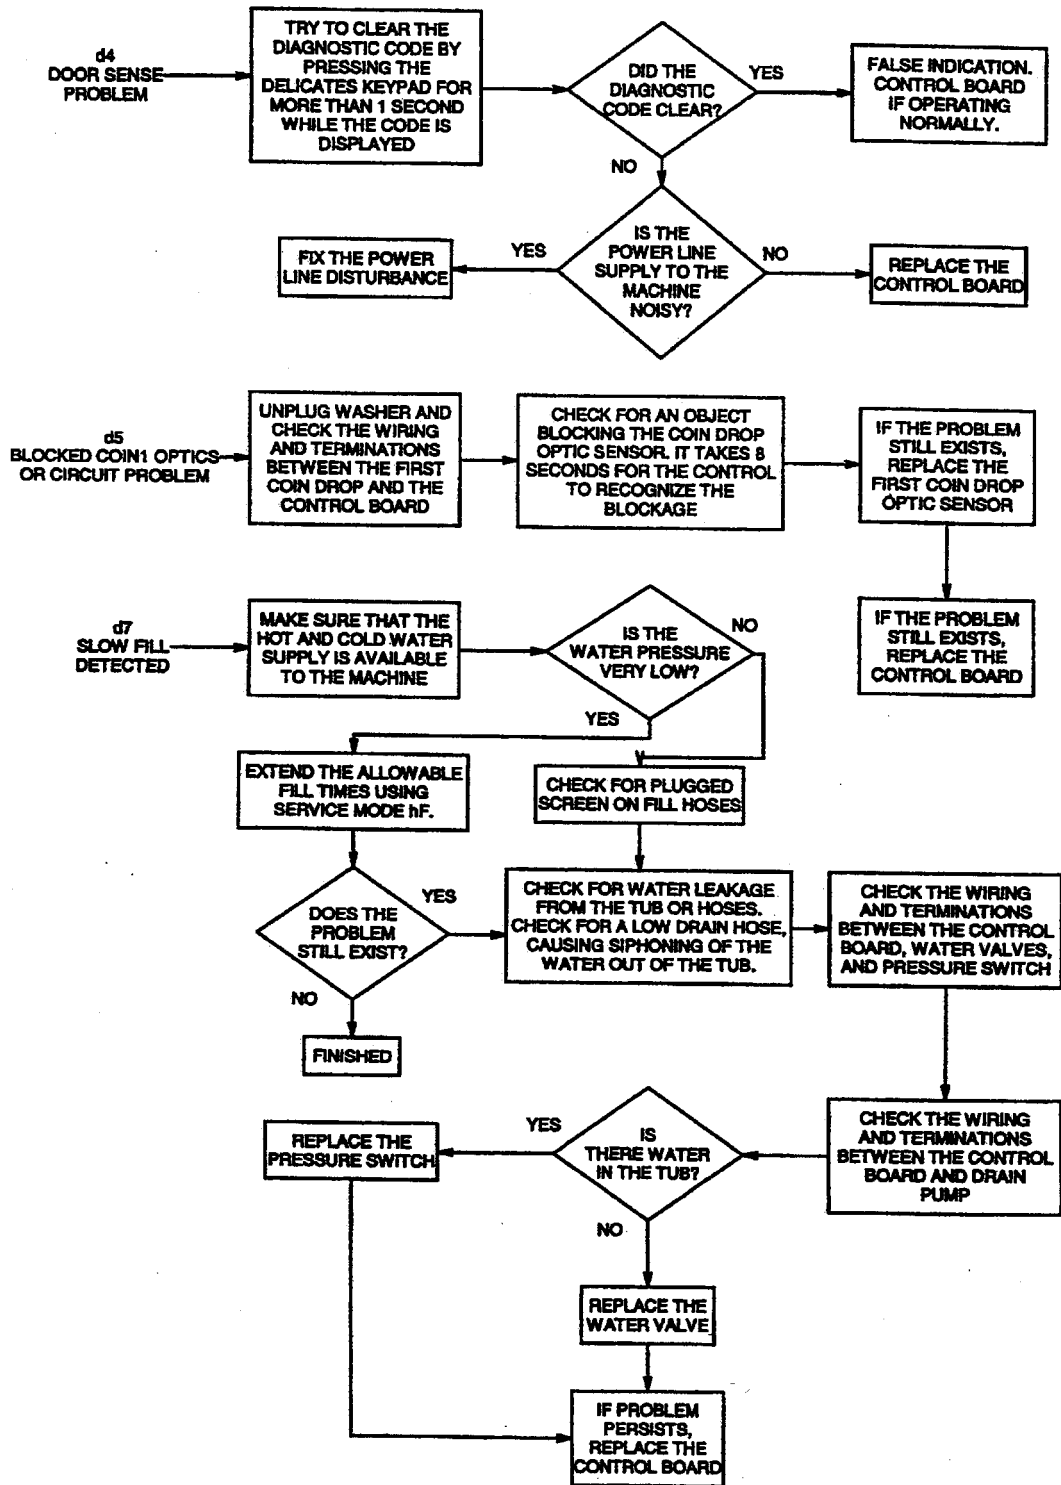 d4
DOOR SENSE
PROBLEM
TRY TO CLEAR THE
DIAGNOSTIC CODE BY
PRESSING THE
DELICATES KEYPAD FOR
MORE THAN 1 SECOND
WHILE THE CODE IS
DISPLAYED
DID THE
DIAGNOSTIC
CODE CLEAR?
YES
FALSE INDICATION.
CONTROL BOARD
IF OPERATING
NORMALLY.
NO
IS THE
POWER LINE
SUPPLY TO THE
MACHINE
NOISY?
YES
FIX THE POWER
LINE DISTURBANCE
NO
REPLACE THE
CONTROL BOARD
d5
BLOCKED COIN1 OPTICS
OR CIRCUIT PROBLEM
UNPLUG WASHER AND
CHECK THE WIRING
AND TERMINATIONS
BETWEEN THE FIRST
COIN DROP AND THE
CONTROL BOARD
CHECK FOR AN OBJECT
BLOCKING THE COIN DROP
OPTIC SENSOR. IT TAKES 8
SECONDS FOR THE CONTROL
TO RECOGNIZE THE
BLOCKAGE
IF THE PROBLEM
STILL EXISTS,
REPLACE THE
FIRST COIN DROP
OPTIC SENSOR
IF THE PROBLEM
STILL EXISTS,
REPLACE THE
CONTROL BOARD
d7
SLOW FILL
DETECTED
MAKE SURE THAT THE
HOT AND COLD WATER
SUPPLY IS AVAILABLE
TO THE MACHINE
IS THE
WATER PRESSURE
VERY LOW?
NO
YES
EXTEND THE ALLOWABLE
FILL TIMES USING
SERVICE MODE hF.
CHECK FOR PLUGGED
SCREEN ON FILL HOSES
DOES THE
PROBLEM
STILL EXIST?
YES
NO
FINISHED
CHECK FOR WATER LEAKAGE
FROM THE TUB OR HOSES.
CHECK FOR A LOW DRAIN HOSE,
CAUSING SIPHONING OF THE
WATER OUT OF THE TUB.
CHECK THE WIRING
AND TERMINATIONS
BETWEEN THE CONTROL
BOARD, WATER VALVES,
AND PRESSURE SWITCH
CHECK THE WIRING
AND TERMINATIONS
BETWEEN THE CONTROL
BOARD AND DRAIN
PUMP
IS
THERE WATER
IN THE TUB?
YES
REPLACE THE
PRESSURE SWITCH
NO
REPLACE THE
WATER VALVE
IF PROBLEM
PERSISTS,
REPLACE THE
CONTROL BOARD